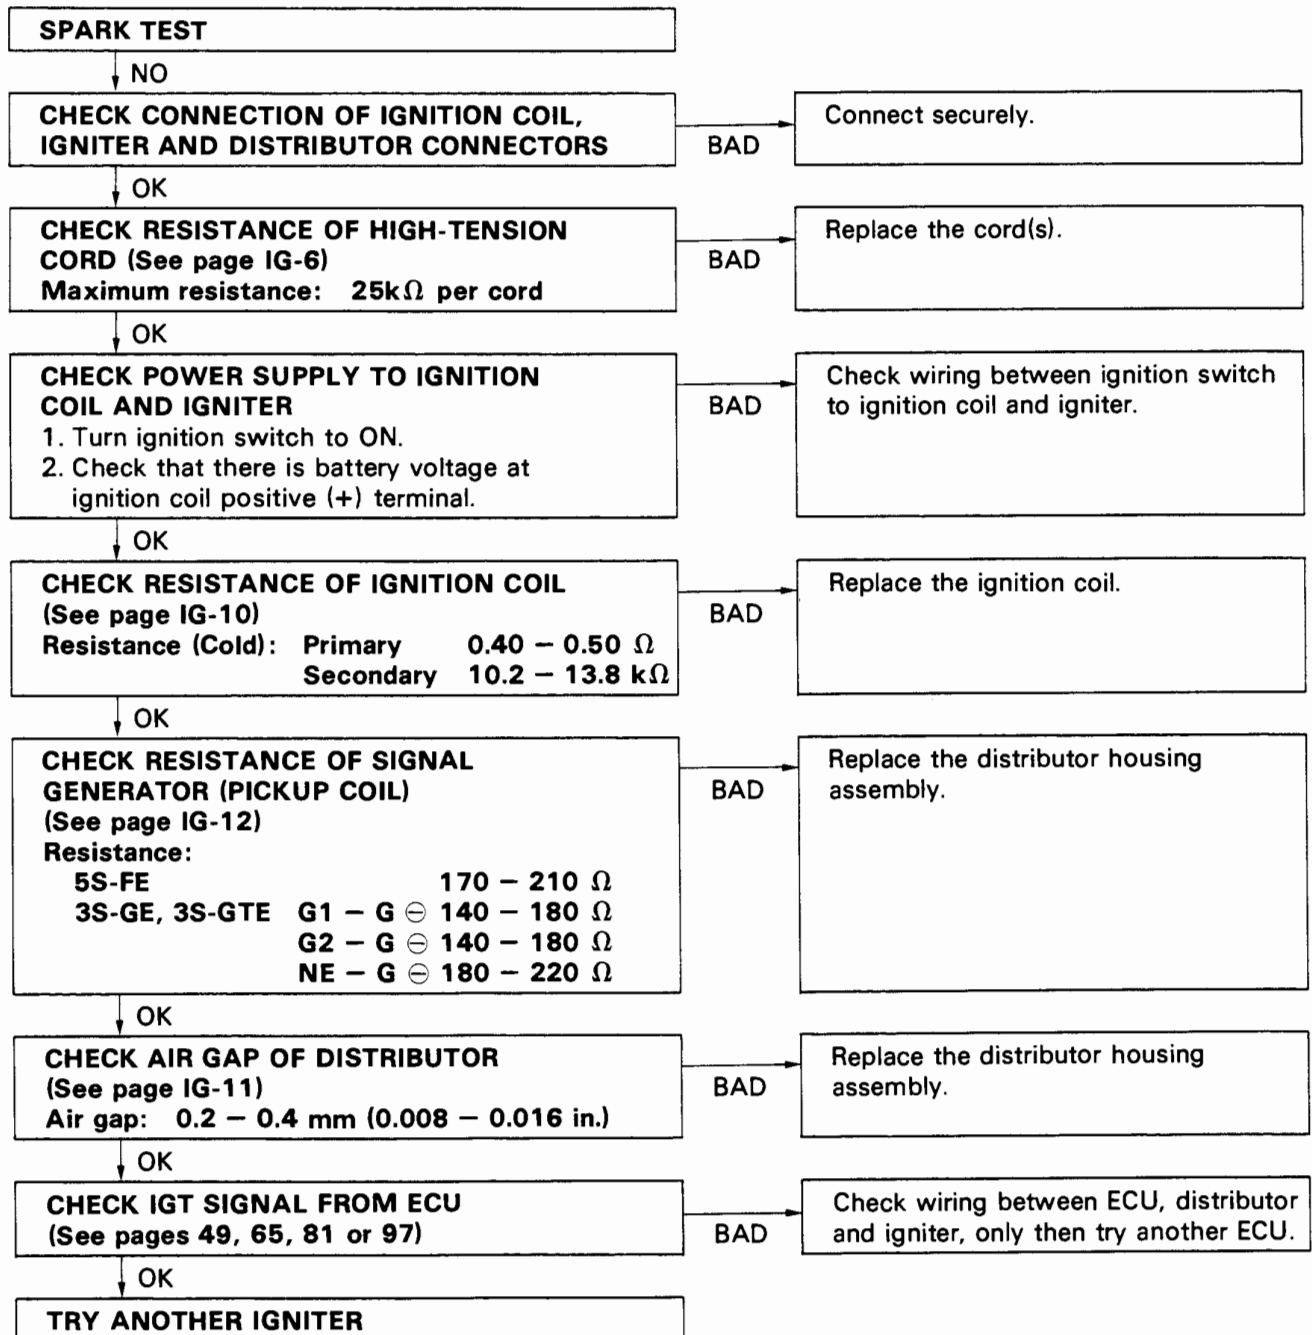 SPARK TEST
NO
CHECK CONNECTION OF IGNITION COIL,
IGNITER AND DISTRIBUTOR CONNECTORS
BAD
Connect securely.
OK
CHECK RESISTANCE OF HIGH-TENSION
CORD (See page IG-6)
Maximum resistance: 25kΩ per cord
BAD
Replace the cord(s).
OK
CHECK POWER SUPPLY TO IGNITION
COIL AND IGNITER
1. Turn ignition switch to ON.
2. Check that there is battery voltage at
ignition coil positive (+) terminal.
BAD
Check wiring between ignition switch
to ignition coil and igniter.
OK
CHECK RESISTANCE OF IGNITION COIL
(See page IG-10)
Resistance (Cold): Primary 0.40 – 0.50 Ω
Secondary 10.2 – 13.8 kΩ
BAD
Replace the ignition coil.
OK
CHECK RESISTANCE OF SIGNAL
GENERATOR (PICKUP COIL)
(See page IG-12)
Resistance:
5S-FE 170 – 210 Ω
3S-GE, 3S-GTE G1 – G ⊖ 140 – 180 Ω
G2 – G ⊖ 140 – 180 Ω
NE – G ⊖ 180 – 220 Ω
BAD
Replace the distributor housing
assembly.
OK
CHECK AIR GAP OF DISTRIBUTOR
(See page IG-11)
Air gap: 0.2 – 0.4 mm (0.008 – 0.016 in.)
BAD
Replace the distributor housing
assembly.
OK
CHECK IGT SIGNAL FROM ECU
(See pages 49, 65, 81 or 97)
BAD
Check wiring between ECU, distributor
and igniter, only then try another ECU.
OK
TRY ANOTHER IGNITER